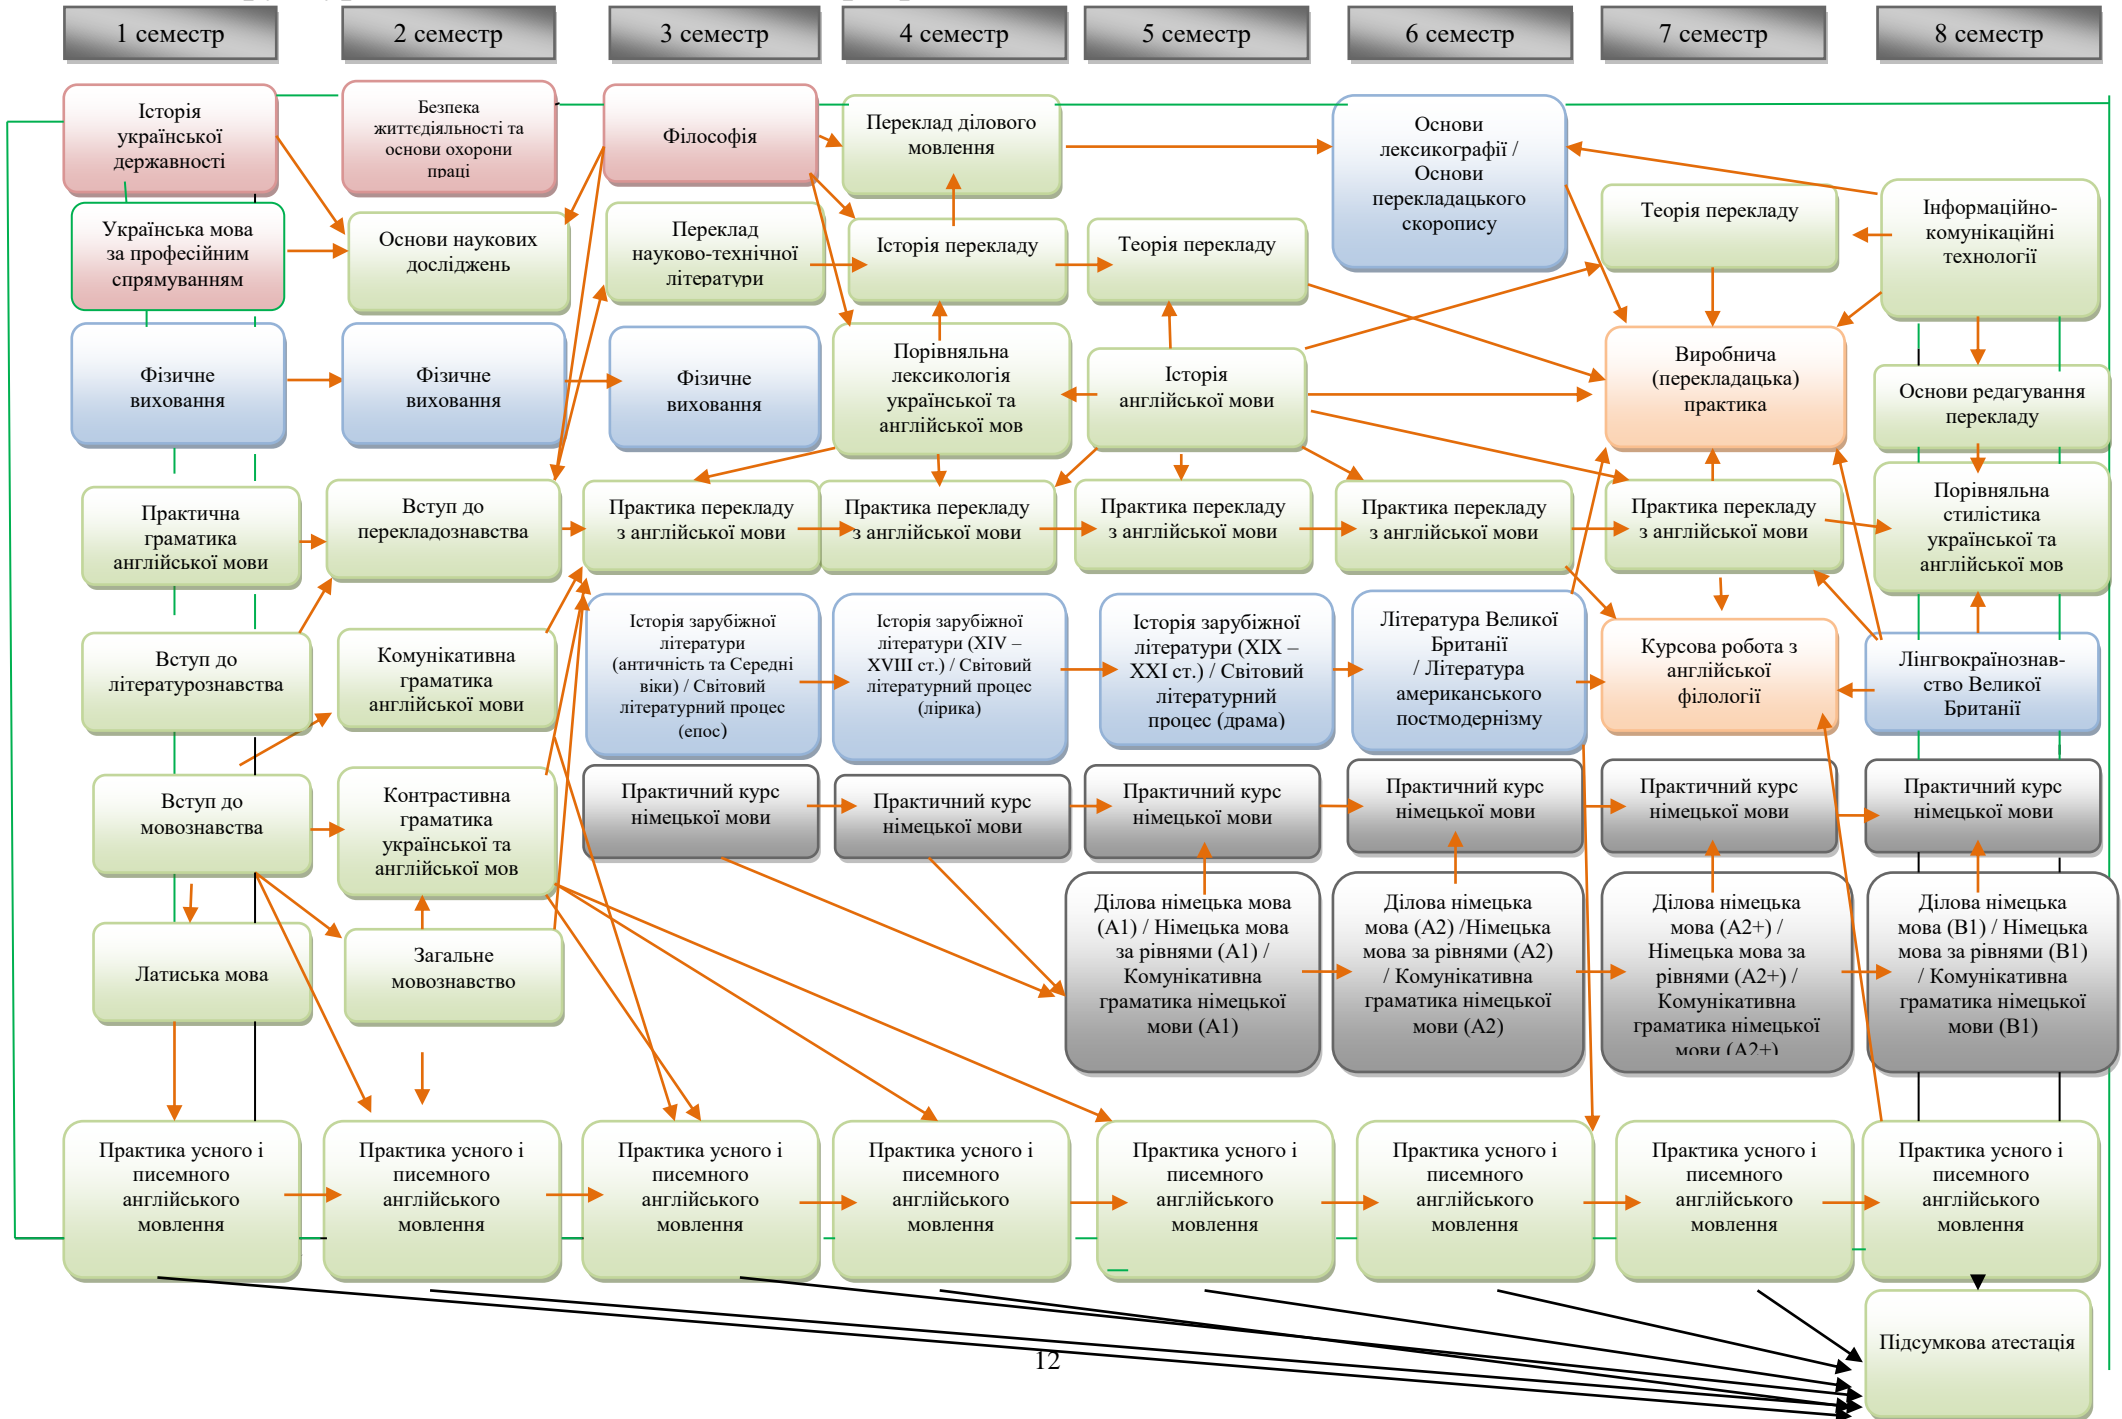 1 семестр
2 семестр
3 семестр
4 семестр
5 семестр
6 семестр
7 семестр
8 семестр
Історія
української
державності
Безпека
життєдіяльності та
основи охорони
праці
Філософія
Переклад ділового
мовлення
Основи
лексикографії /
Основи
перекладацького
скоропису
Українська мова
за професійним
спрямуванням
Основи наукових
досліджень
Переклад
науково-технічної
літератури
Історія перекладу
Теорія перекладу
Теорія перекладу
Інформаційно-
комунікаційні
технології
Фізичне
виховання
Фізичне
виховання
Фізичне
виховання
Порівняльна
лексикологія
української та
англійської мов
Історія
англійської мови
Виробнича
(перекладацька)
практика
Основи редагування
перекладу
Практична
граматика
англійської мови
Вступ до
перекладознавства
Практика перекладу
з англійської мови
Практика перекладу
з англійської мови
Практика перекладу
з англійської мови
Практика перекладу
з англійської мови
Практика перекладу
з англійської мови
Порівняльна
стилістика
української та
англійської мов
Вступ до
літературознавства
Комунікативна
граматика
англійської мови
Історія зарубіжної
літератури
(античність та Середні
віки) / Світовий
літературний процес
(епос)
Історія зарубіжної
літератури (XIV –
XVIII ст.) / Світовий
літературний процес
(лірика)
Історія зарубіжної
літератури (XIX –
XXI ст.) / Світовий
літературний
процес (драма)
Література Великої
Британії
/ Література
американського
постмодернізму
Курсова робота з
англійської
філології
Лінгвокраїнознав-
ство Великої
Британії
Вступ до
мовознавства
Контрастивна
граматика
української та
англійської мов
Практичний курс
німецької мови
Практичний курс
німецької мови
Практичний курс
німецької мови
Практичний курс
німецької мови
Практичний курс
німецької мови
Практичний курс
німецької мови
Латиська мова
Загальне
мовознавство
Ділова німецька мова
(А1) / Німецька мова
за рівнями (А1) /
Комунікативна
граматика німецької
мови (А1)
Ділова німецька
мова (А2) /Німецька
мова за рівнями (А2)
/ Комунікативна
граматика німецької
мови (А2)
Ділова німецька
мова (А2+) /
Німецька мова за
рівнями (А2+) /
Комунікативна
граматика німецької
мови (А2+)
Ділова німецька
мова (В1) / Німецька
мова за рівнями (В1)
/ Комунікативна
граматика німецької
мови (В1)
Практика усного і
писемного
англійського
мовлення
Практика усного і
писемного
англійського
мовлення
Практика усного і
писемного
англійського
мовлення
Практика усного і
писемного
англійського
мовлення
Практика усного і
писемного
англійського
мовлення
Практика усного і
писемного
англійського
мовлення
Практика усного і
писемного
англійського
мовлення
Практика усного і
писемного
англійського
мовлення
Підсумкова атестація
12